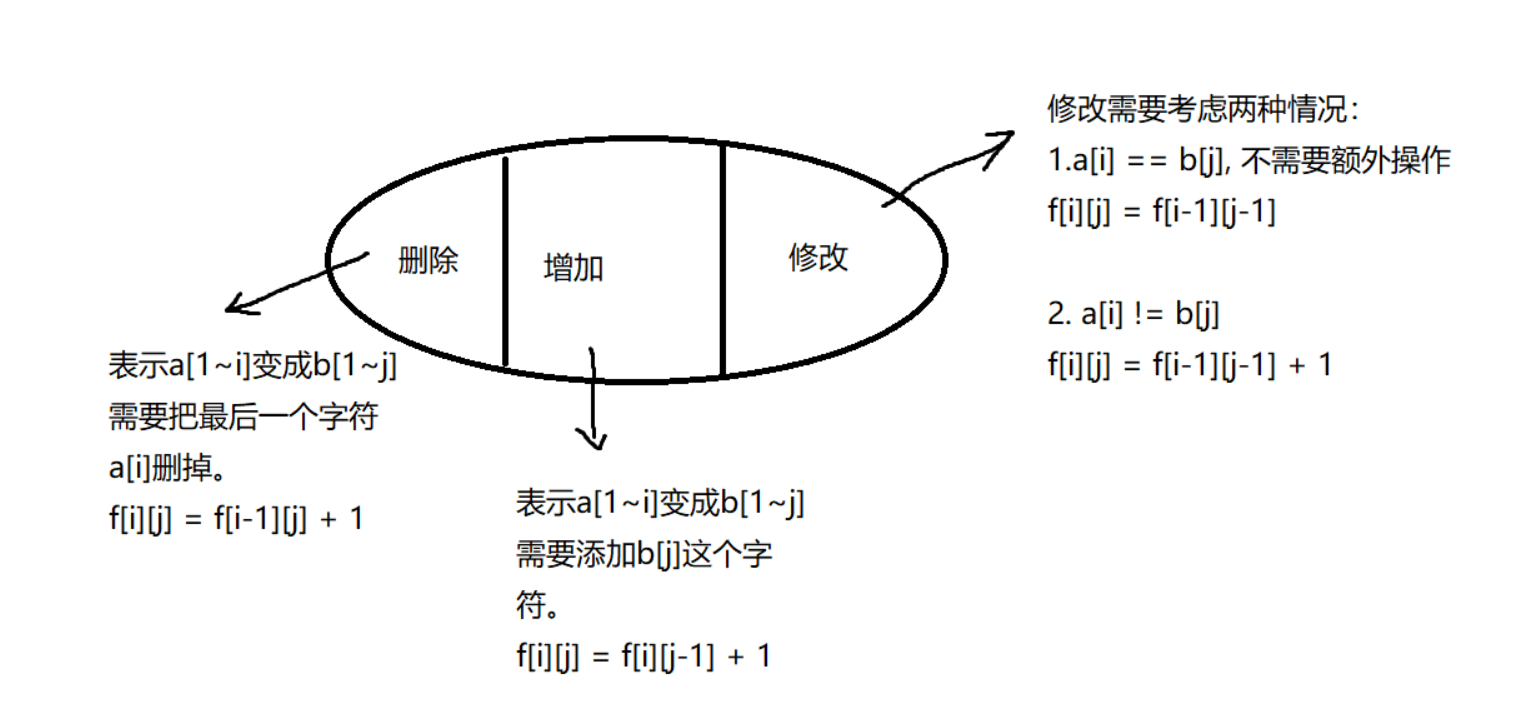 修改需要考虑两种情况：
1.a[i] == b[j], 不需要额外操作
f[i][j] = f[i-1][j-1]
2. a[i] != b[j]
f[i][j] = f[i-1][j-1] + 1
删除
增加
修改
表示a[1~i]变成b[1~j]
需要把最后一个字符
a[i]删掉。
f[i][j] = f[i-1][j] + 1
表示a[1~i]变成b[1~j]
需要添加b[j]这个字
符。
f[i][j] = f[i][j-1] + 1